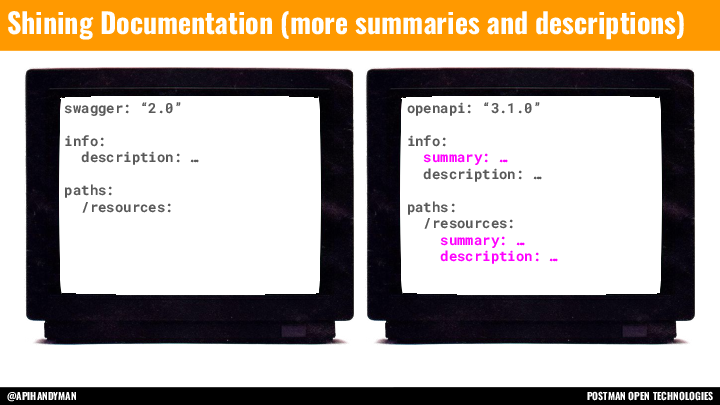 Shining Documentation (more summaries and descriptions)
swagger: “2.0”
info:
description: …
paths:
/resources:
openapi: “3.1.0”
info:
summary: …
description: …
paths:
/resources:
summary: …
description: …
@APIHANDYMAN
POSTMAN OPEN TECHNOLOGIES